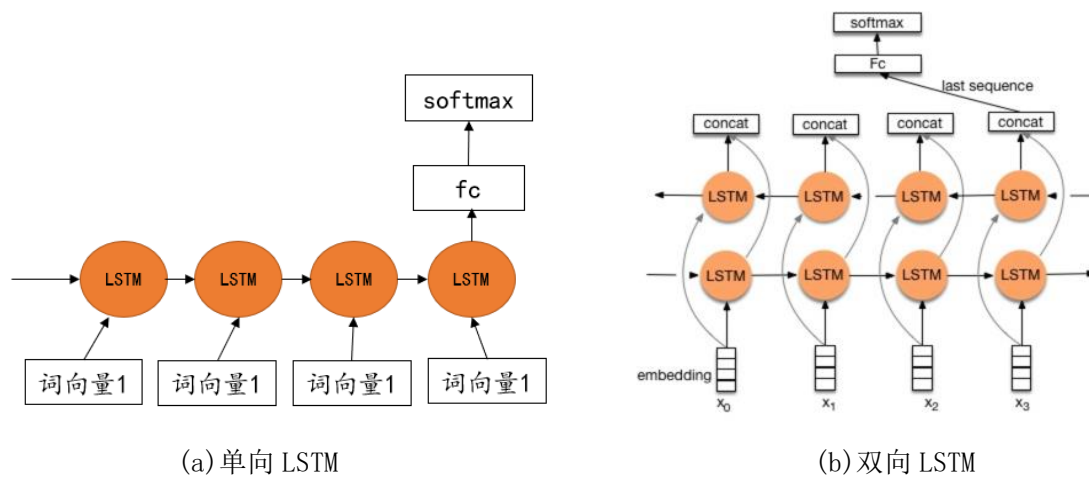 softmax
fc
LSTM LSTM LSTM LSTM
词向量1 词向量1 词向量1 词向量1
(a)单向 LSTM
softmax
Fc
last sequence
concat concat concat concat
LSTM LSTM LSTM LSTM
LSTM LSTM LSTM LSTM
embedding
x0 x1 x2 x3
(b)双向 LSTM